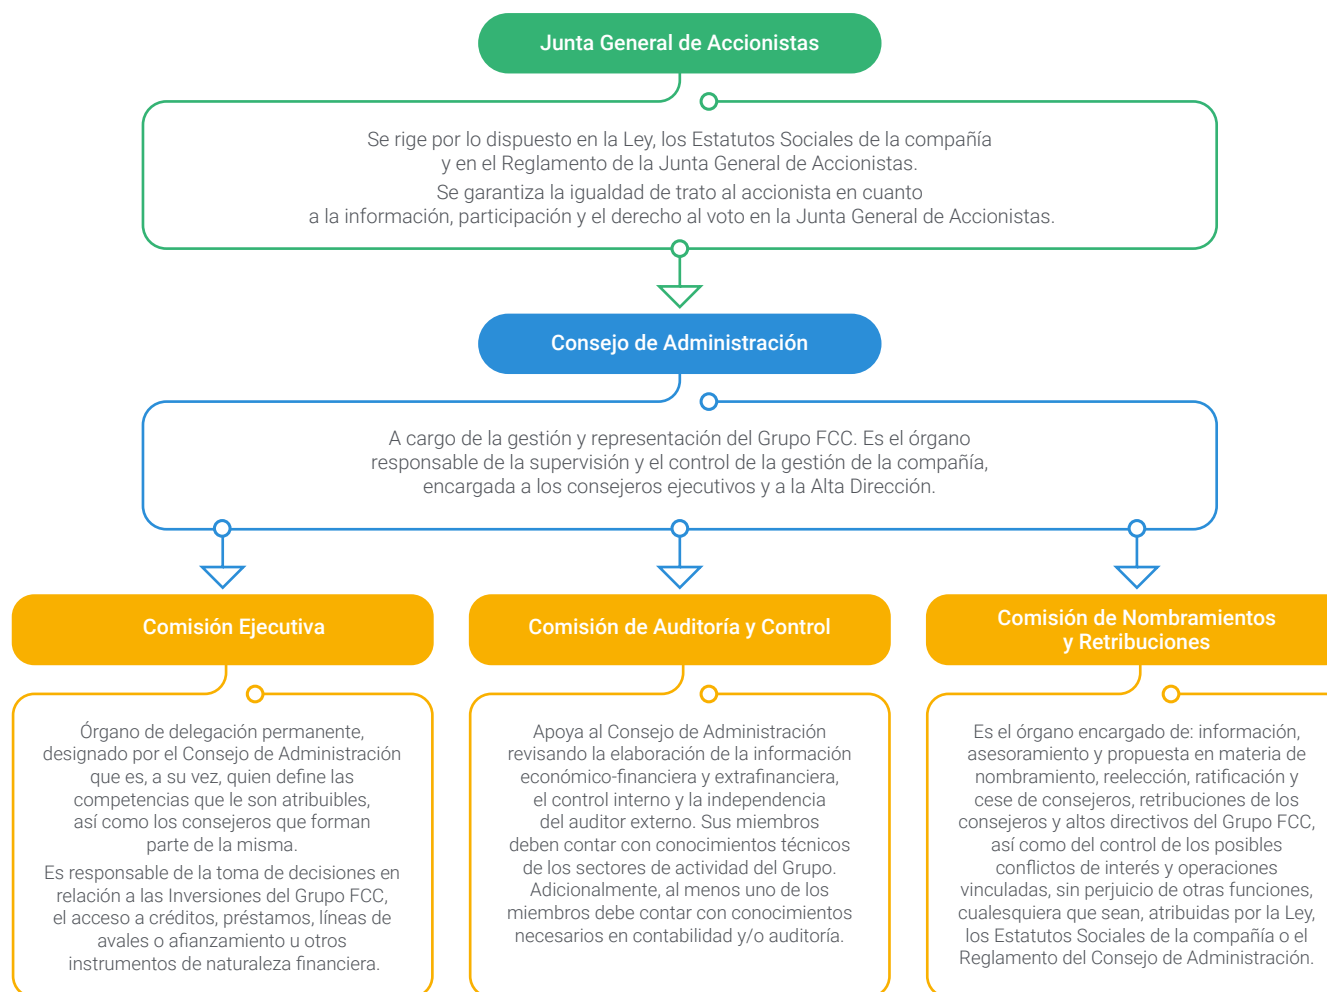 Junta General de Accionistas
Se rige por lo dispuesto en la Ley, los Estatutos Sociales de la compañía
y en el Reglamento de la Junta General de Accionistas.
Se garantiza la igualdad de trato al accionista en cuanto
a la información, participación y el derecho al voto en la Junta General de Accionistas.
Consejo de Administración
A cargo de la gestión y representación del Grupo FCC. Es el órgano
responsable de la supervisión y el control de la gestión de la compañía,
encargada a los consejeros ejecutivos y a la Alta Dirección.
Comisión Ejecutiva
Órgano de delegación permanente,
designado por el Consejo de Administración
que es, a su vez, quien define las
competencias que le son atribuibles,
así como los consejeros que forman
parte de la misma.
Es responsable de la toma de decisiones en
relación a las Inversiones del Grupo FCC,
el acceso a créditos, préstamos, líneas de
avales o afianzamiento u otros
instrumentos de naturaleza financiera.
Comisión de Auditoría y Control
Apoya al Consejo de Administración
revisando la elaboración de la información
económico-financiera y extrafinanciera,
el control interno y la independencia
del auditor externo. Sus miembros
deben contar con conocimientos técnicos
de los sectores de actividad del Grupo.
Adicionalmente, al menos uno de los
miembros debe contar con conocimientos
necesarios en contabilidad y/o auditoría.
Comisión de Nombramientos
y Retribuciones
Es el órgano encargado de: información,
asesoramiento y propuesta en materia de
nombramiento, reelección, ratificación y
cese de consejeros, retribuciones de los
consejeros y altos directivos del Grupo FCC,
así como del control de los posibles
conflictos de interés y operaciones
vinculadas, sin perjuicio de otras funciones,
cualesquiera que sean, atribuidas por la Ley,
los Estatutos Sociales de la compañía o el
Reglamento del Consejo de Administración.